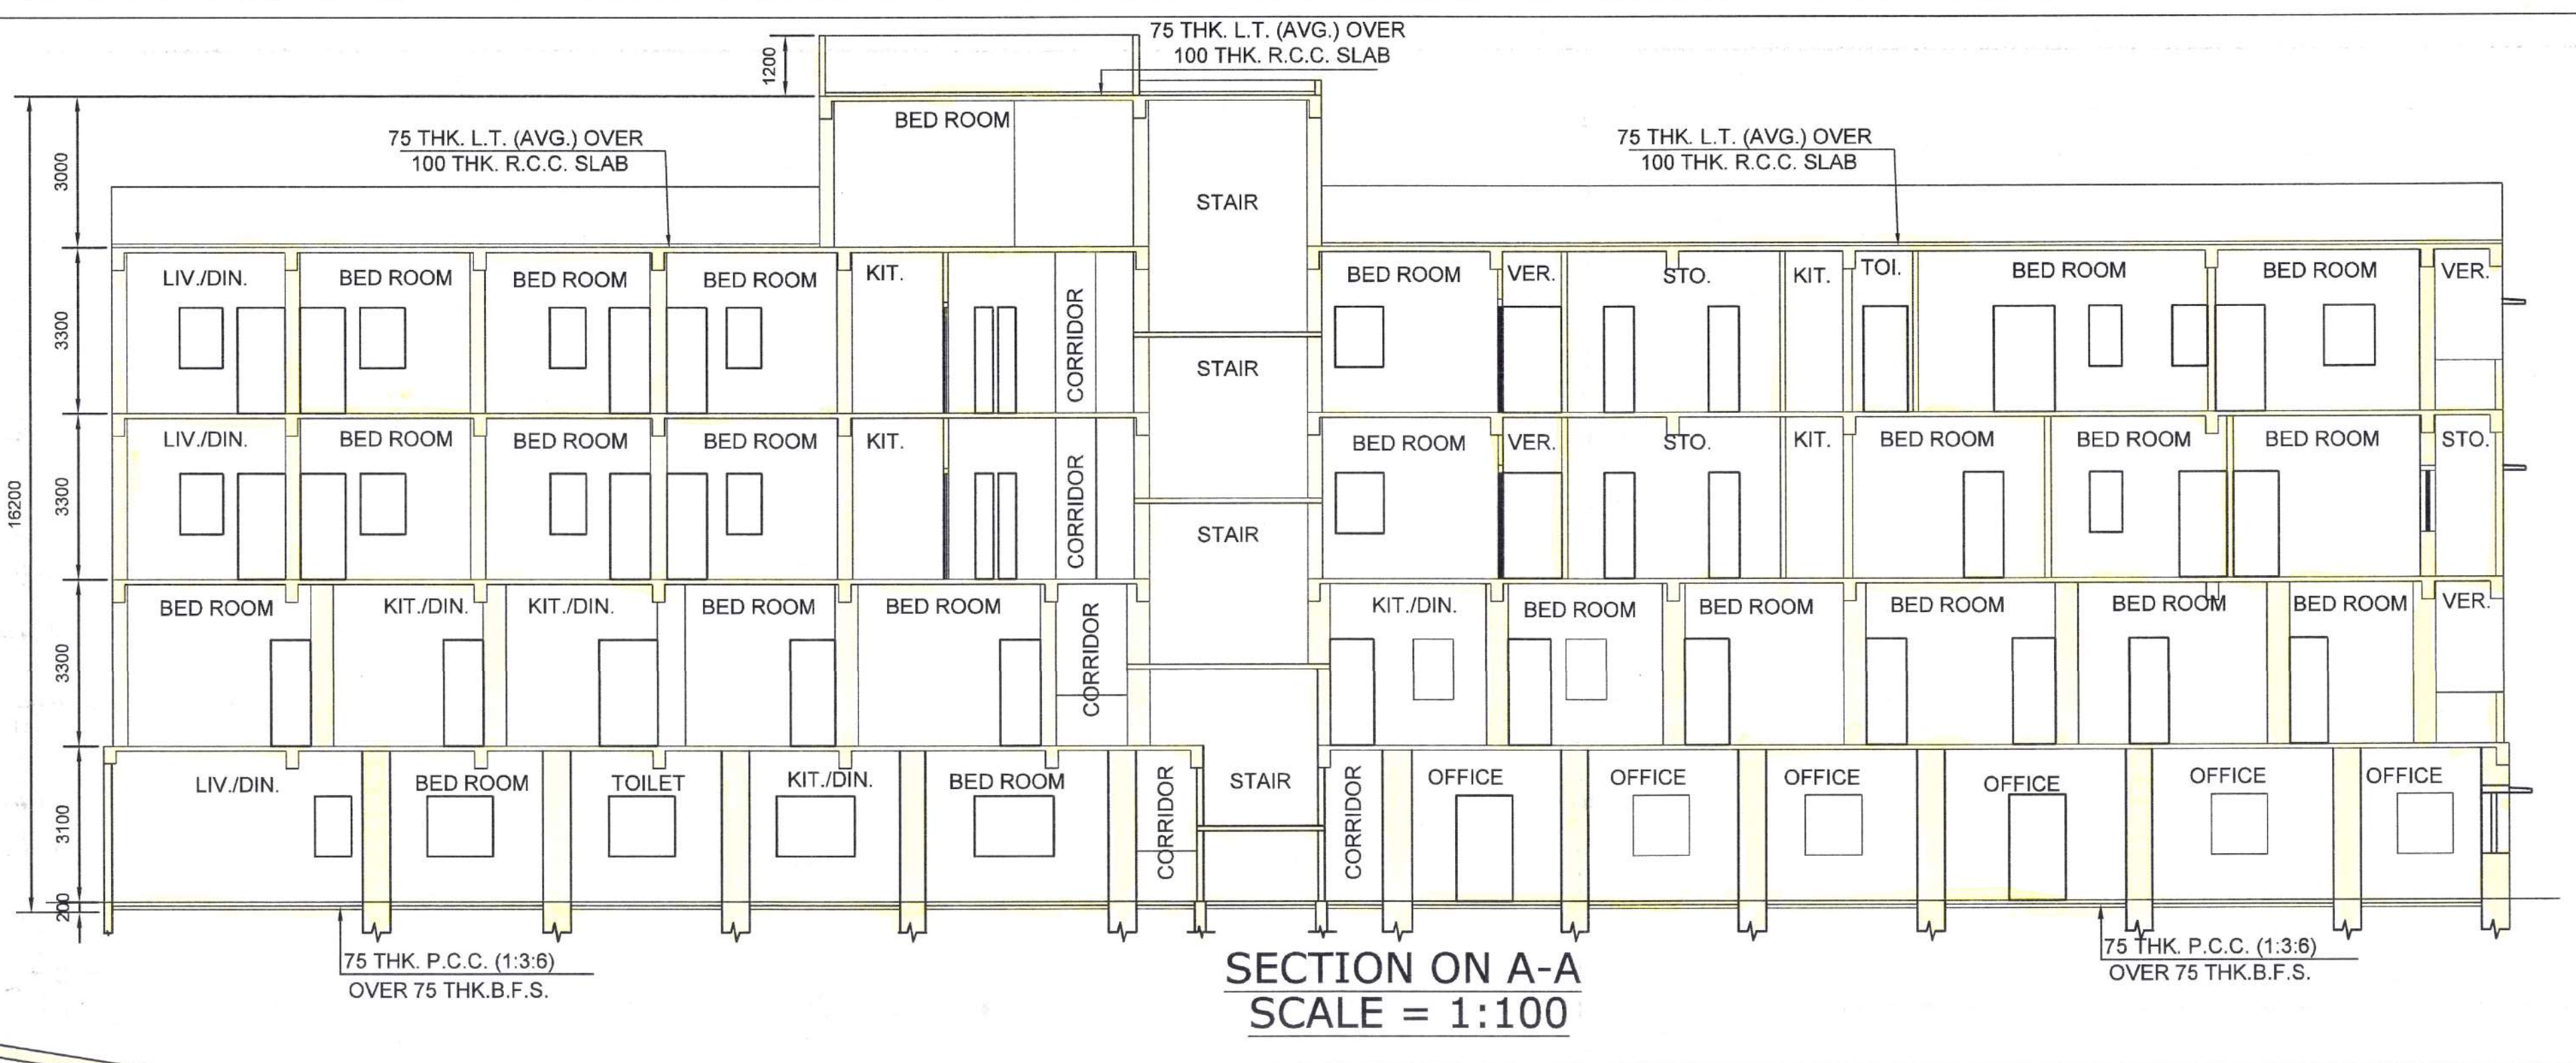 75 THK. L.T. (AVG.) OVER
100 THK. R.C.C. SLAB
1200
BED ROOM
75 THK. L.T. (AVG.) OVER
100 THK. R.C.C. SLAB
75 THK. L.T. (AVG.) OVER
100 THK. R.C.C. SLAB
3000
STAIR
LIV./DIN. BED ROOM BED ROOM BED ROOM KIT. CORRIDOR BED ROOM VER. STO. KIT. TOI. BED ROOM BED ROOM VER.
3300
STAIR
LIV./DIN. BED ROOM BED ROOM BED ROOM KIT. CORRIDOR BED ROOM VER. STO. KIT. BED ROOM BED ROOM BED ROOM STO.
16200
3300
STAIR
BED ROOM KIT./DIN. KIT./DIN. BED ROOM BED ROOM CORRIDOR KIT./DIN. BED ROOM BED ROOM BED ROOM BED ROOM BED ROOM VER.
3300
LIV./DIN. BED ROOM TOILET KIT./DIN. BED ROOM CORRIDOR STAIR CORRIDOR OFFICE OFFICE OFFICE OFFICE OFFICE OFFICE
3100
200
75 THK. P.C.C. (1:3:6)
OVER 75 THK.B.F.S.
75 THK. P.C.C. (1:3:6)
OVER 75 THK.B.F.S.
SECTION ON A-A
SCALE = 1:100